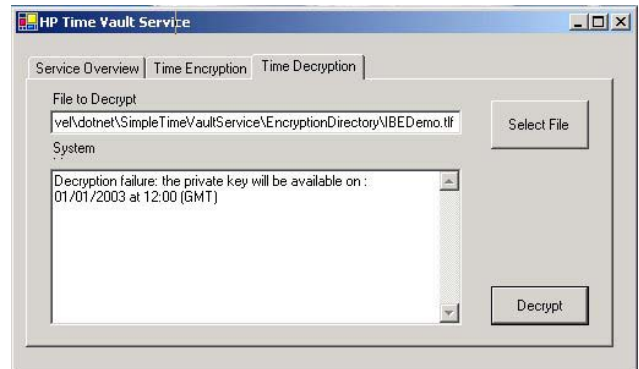 HP Time Vault Service
Service Overview Time Encryption Time Decryption
File to Decrypt
vel\dotnet\SimpleTimeVaultService\EncryptionDirectory\IBEDemo.tlf
Select File
System
Decryption failure: the private key will be available on :
01/01/2003 at 12:00 (GMT)
Decrypt